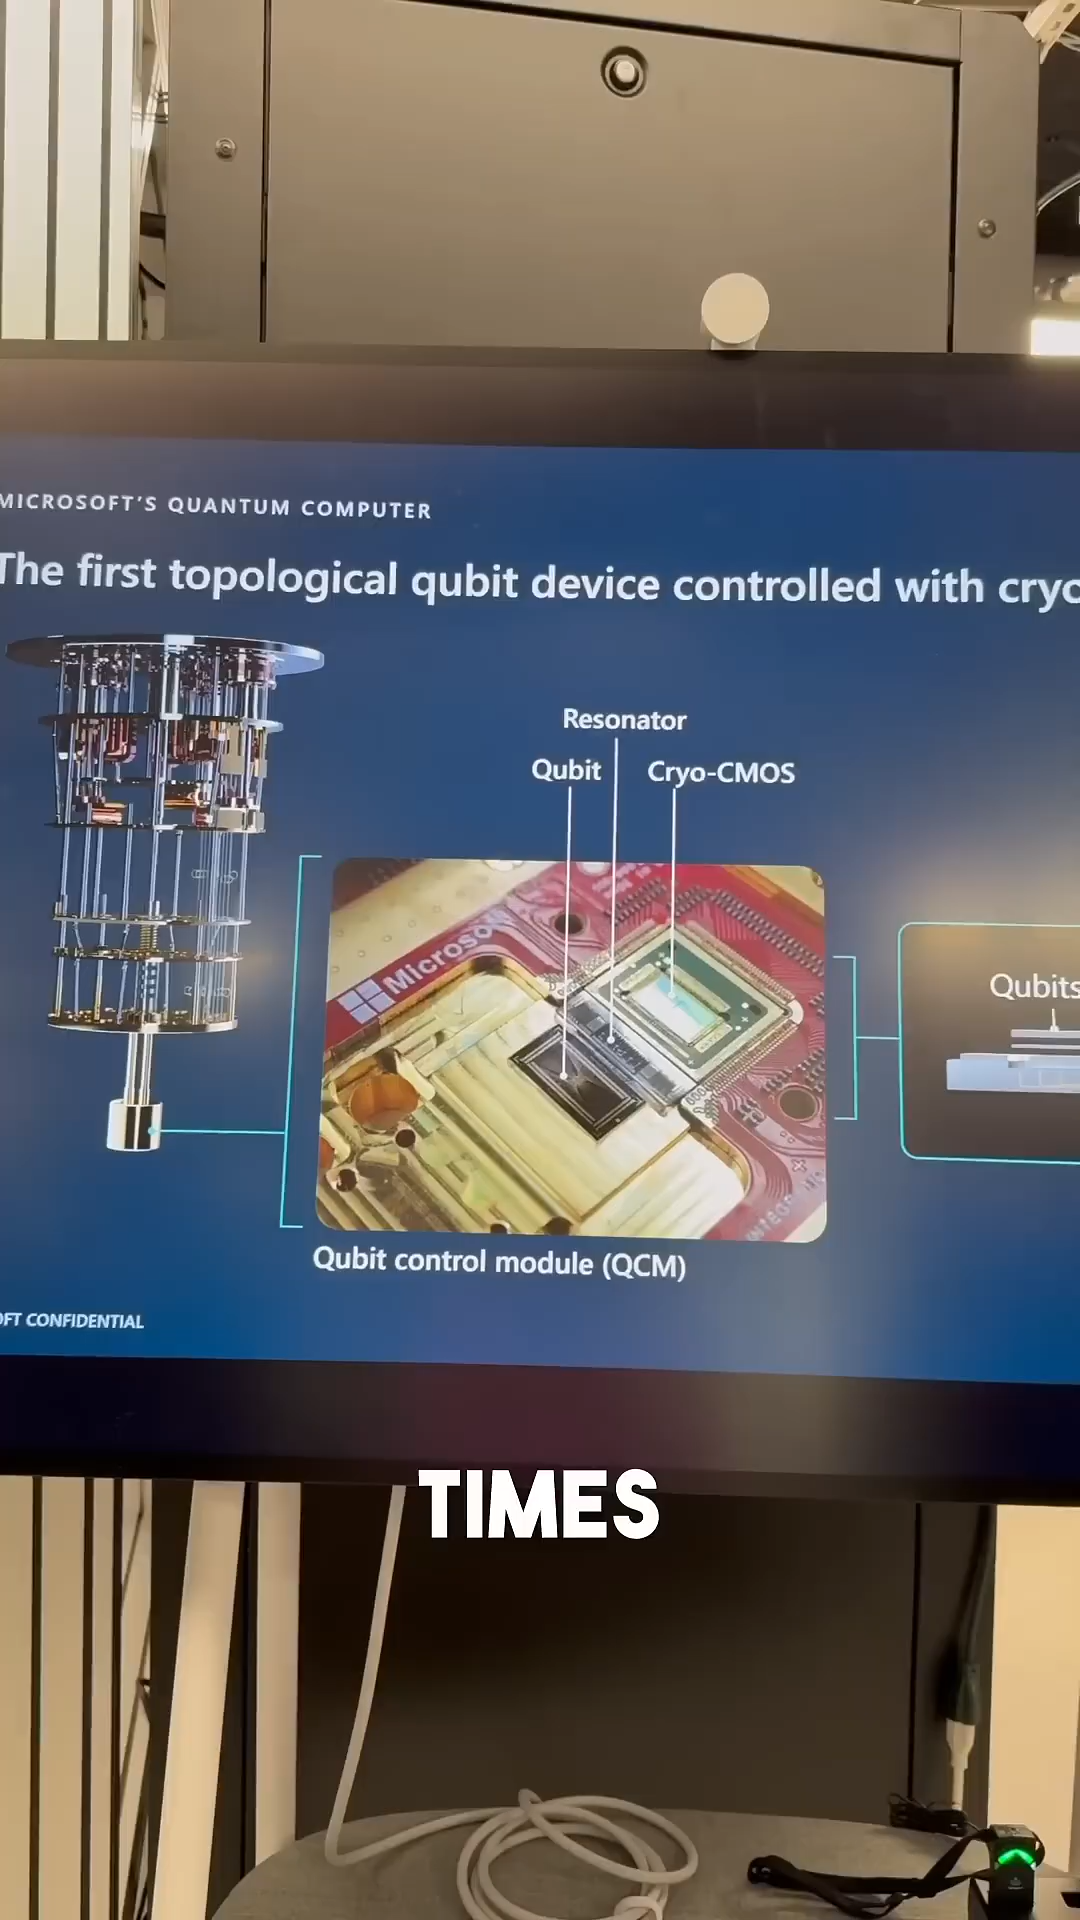 MICROSOFT'S QUANTUM COMPUTER
The first topological qubit device controlled with cryo
Resonator
Qubit
Cryo-CMOS
Microsoft
Qubits
Qubit control module (QCM)
OFT CONFIDENTIAL
TIMES